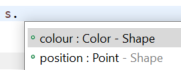 s.
colour : Color - Shape
position : Point - Shape